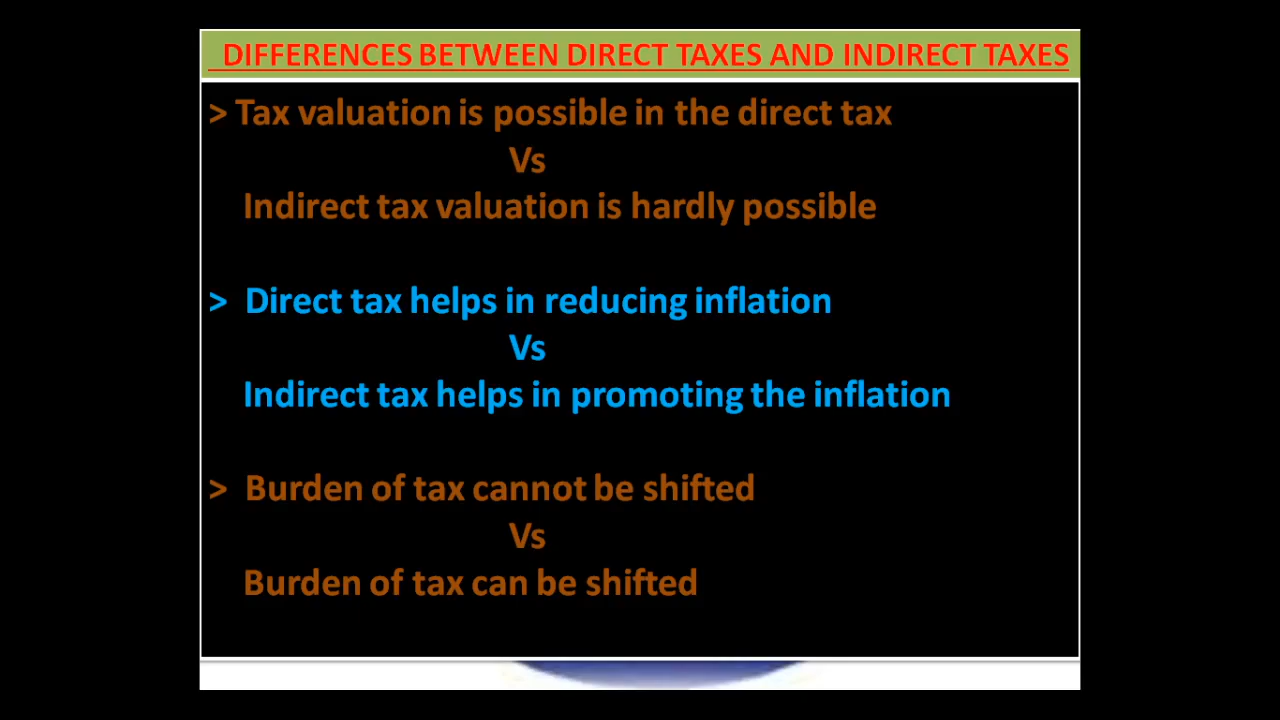 DIFFERENCES BETWEEN DIRECT TAXES AND INDIRECT TAXES
> Tax valuation is possible in the direct tax
Vs
Indirect tax valuation is hardly possible
> Direct tax helps in reducing inflation
Vs
Indirect tax helps in promoting the inflation
> Burden of tax cannot be shifted
Vs
Burden of tax can be shifted